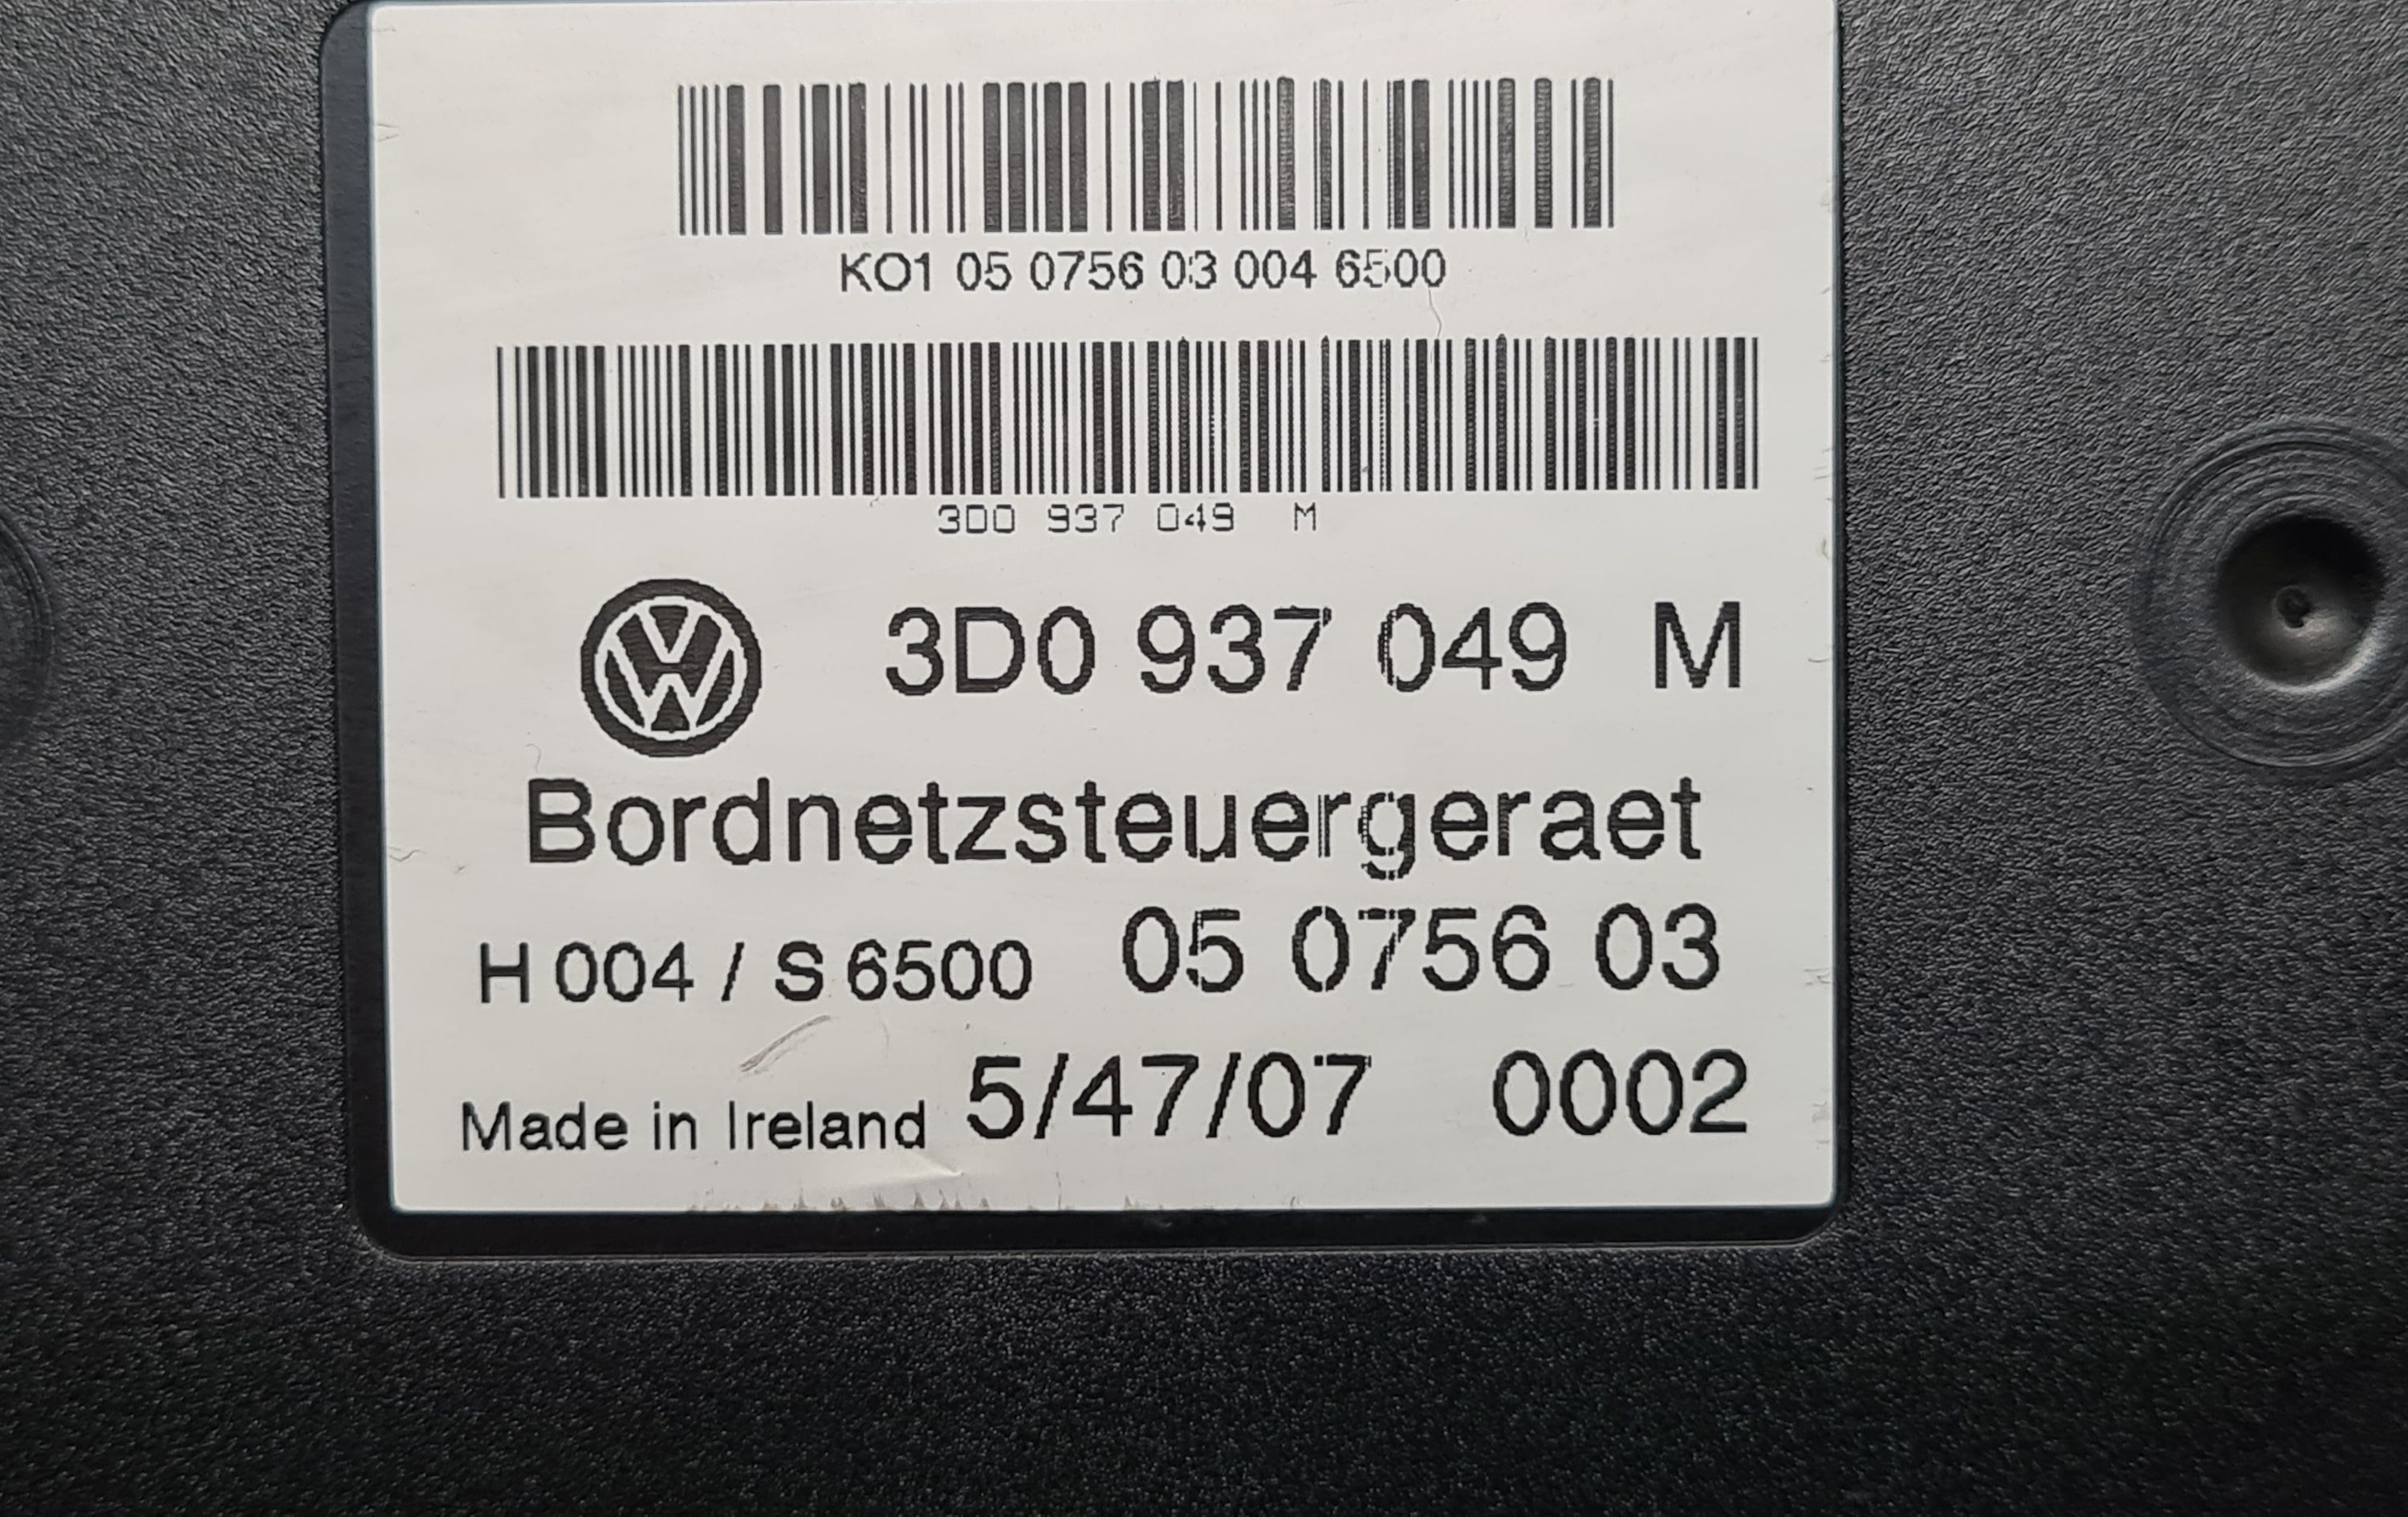 KO1 05 0756 03 004 6500
3D0 937 049 M
3D0 937 049 M
Bordnetzsteuergeraet
H 004 / S 6500 05 0756 03
Made in Ireland 5/47/07 0002